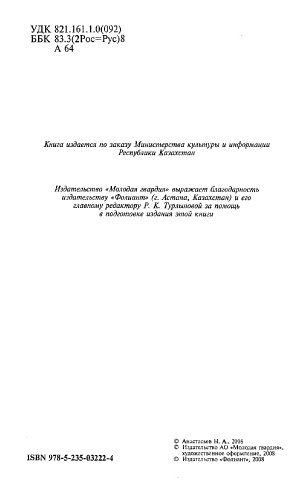 УДК 821.161.1.0(092)
ББК 83.3(2Рос=Рус)8
А 64
Книга издается по заказу Министерства культуры и информации
Республики Казахстан
Издательство «Молодая гвардия» выражает благодарность
издательству «Фолиант» (г. Астана, Казахстан) и его
главному редактору Р. К. Турлыновой за помощь
в подготовке издания этой книги
© Анастасьев Н. А., 2008
© Издательство АО «Молодая гвардия»,
художественное оформление, 2008
ISBN 978-5-235-03222-4
© «Фолиант», 2008